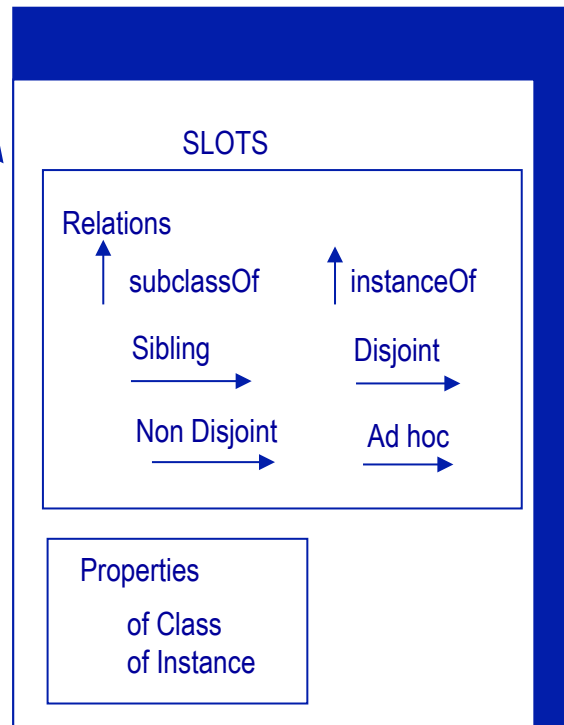 SLOTS
Relations
subclassOf instanceOf
Sibling Disjoint
Non Disjoint Ad hoc
Properties
of Class
of Instance